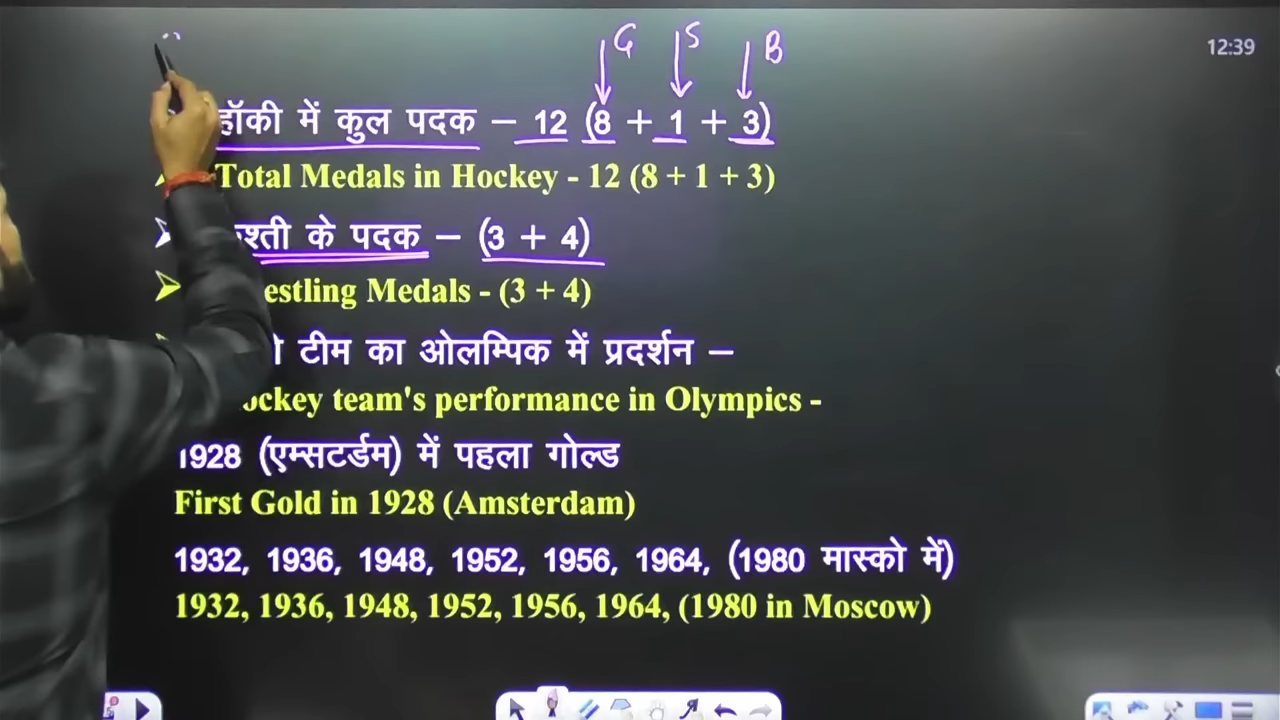 12:39
G S B
हॉकी में कुल पदक – 12 (8 + 1 + 3)
Total Medals in Hockey - 12 (8 + 1 + 3)
के पदक – (3 + 4)
Medals - (3 + 4)
टीम का ओलम्पिक में प्रदर्शन –
team's performance in Olympics -
1928 (एम्सटर्डम) में पहला गोल्ड
First Gold in 1928 (Amsterdam)
1932, 1936, 1948, 1952, 1956, 1964, (1980 मास्को में)
1932, 1936, 1948, 1952, 1956, 1964, (1980 in Moscow)